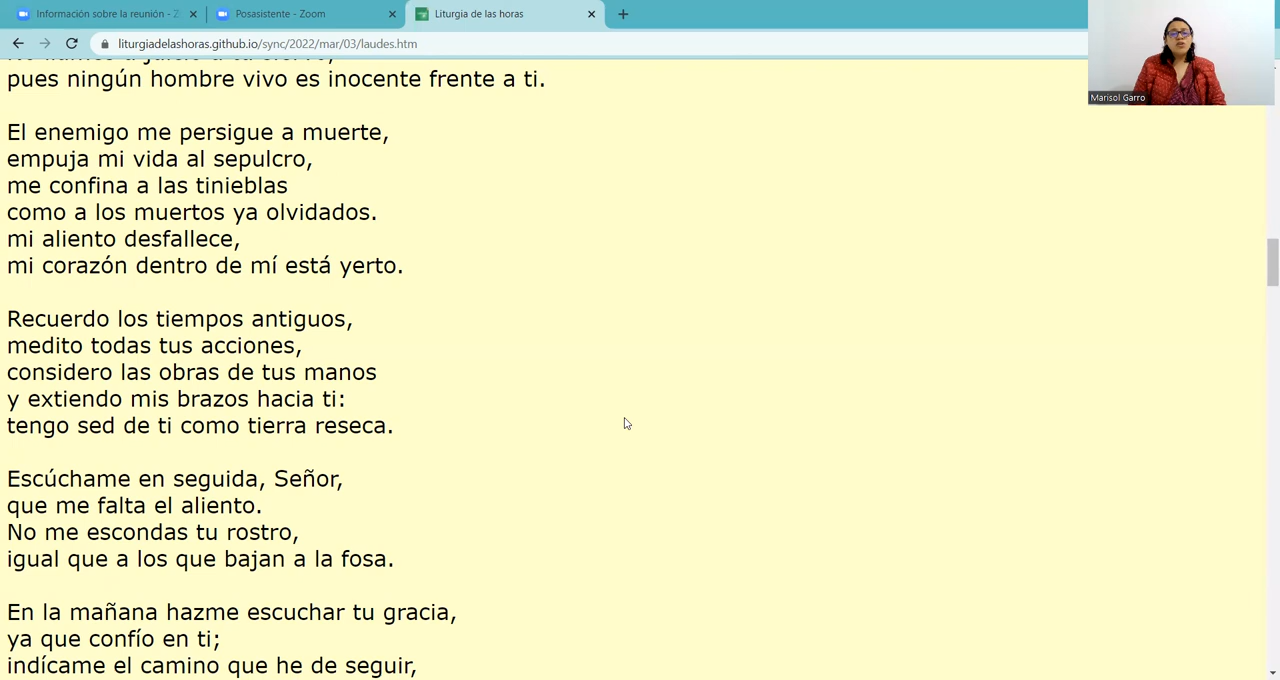 Información sobre la reunión - Z
Posasistente - Zoom
Liturgia de las horas
liturgiadelashoras.github.io/sync/2022/mar/03/laudes.htm
Marisol Garro
pues ningún hombre vivo es inocente frente a ti.
El enemigo me persigue a muerte,
empuja mi vida al sepulcro,
me confina a las tinieblas
como a los muertos ya olvidados.
mi aliento desfallece,
mi corazón dentro de mí está yerto.
Recuerdo los tiempos antiguos,
medito todas tus acciones,
considero las obras de tus manos
y extiendo mis brazos hacia ti:
tengo sed de ti como tierra reseca.
Escúchame en seguida, Señor,
que me falta el aliento.
No me escondas tu rostro,
igual que a los que bajan a la fosa.
En la mañana hazme escuchar tu gracia,
ya que confío en ti;
indícame el camino que he de seguir,